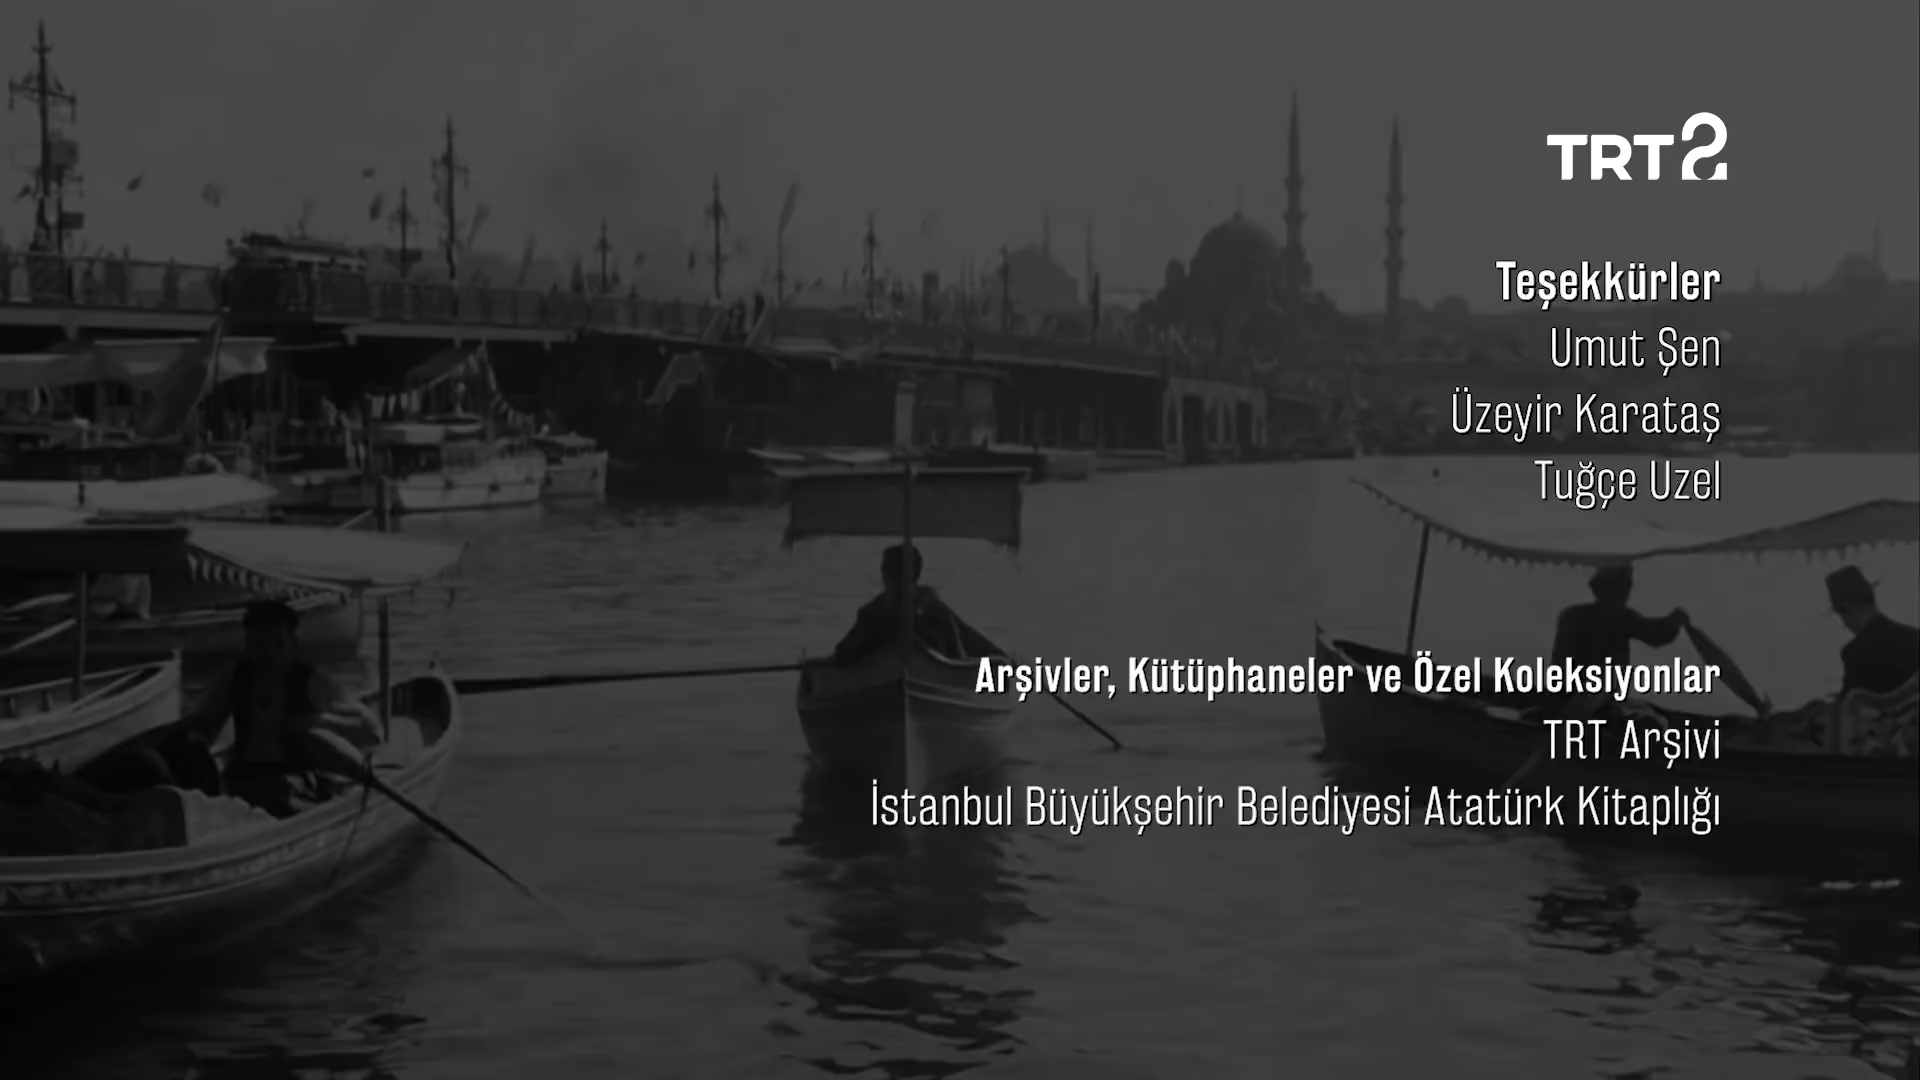 TRT2
Teşekkürler
Umut Şen
Üzeyir Karataş
Tuğçe Uzel
Arşivler, Kütüphaneler ve Özel Koleksiyonlar
TRT Arşivi
İstanbul Büyükşehir Belediyesi Atatürk Kitaplığı